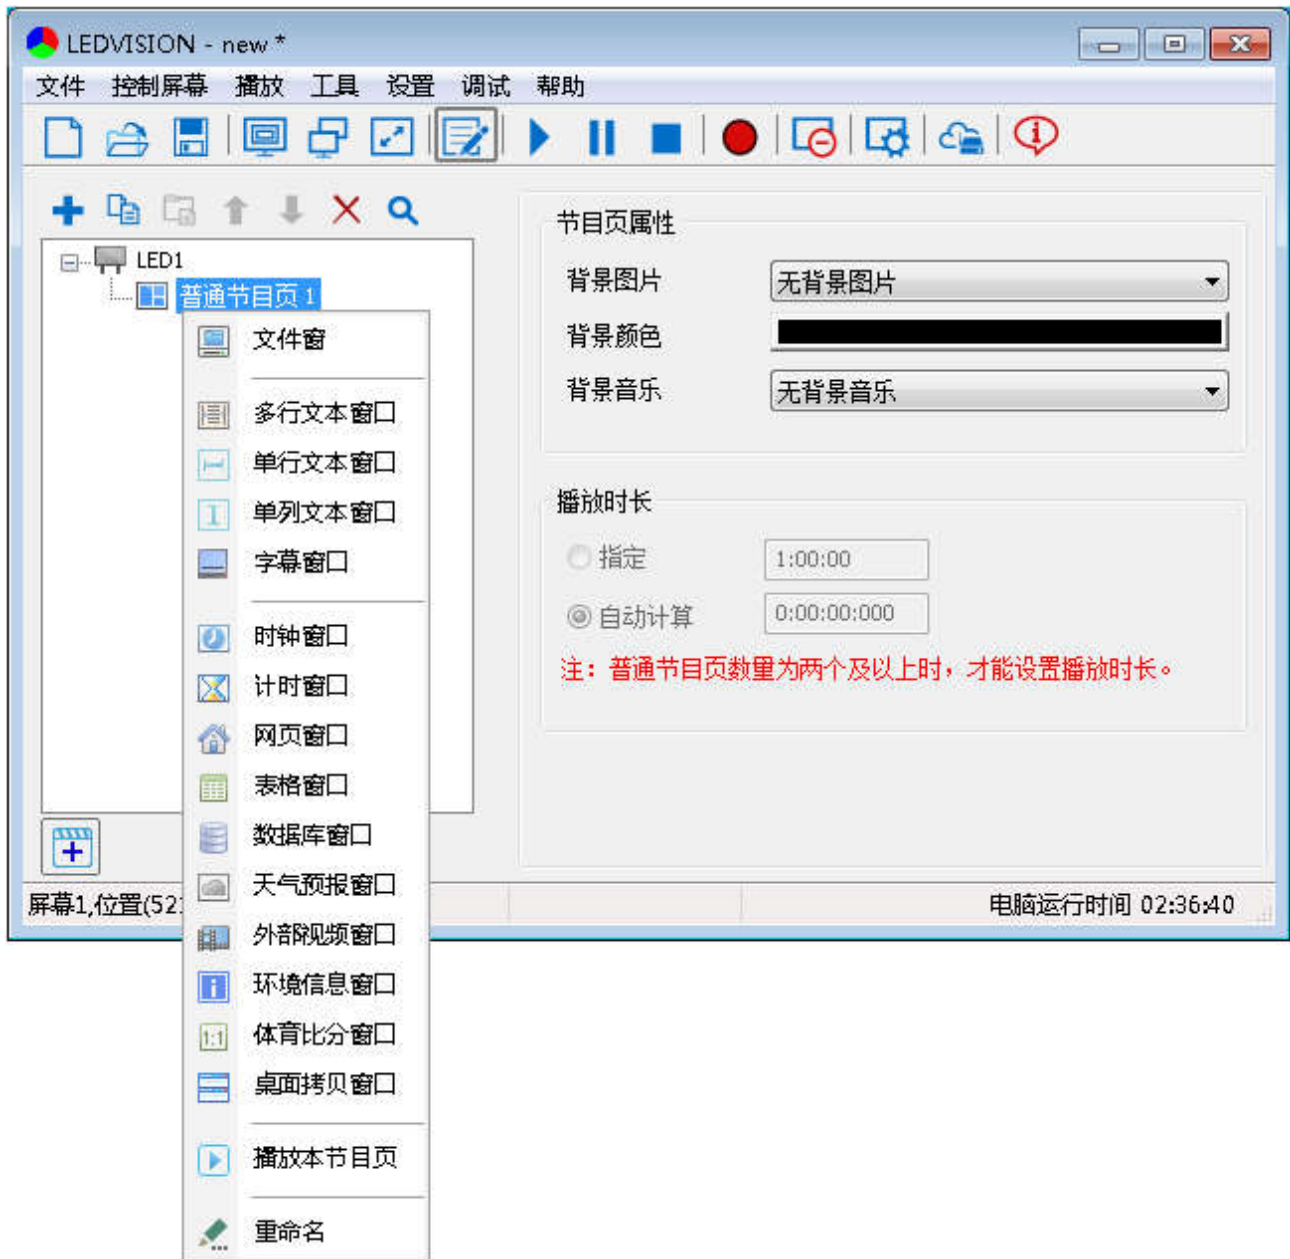 LEDVISION - new *
文件 控制屏幕 播放 工具 设置 调试 帮助
LED1
普通节目页 1
文件窗
多行文本窗口
单行文本窗口
单列文本窗口
字幕窗口
时钟窗口
计时窗口
网页窗口
表格窗口
数据库窗口
天气预报窗口
外部视频窗口
环境信息窗口
体育比分窗口
1:1
桌面拷贝窗口
播放本节目页
重命名
节目页属性
背景图片 无背景图片
背景颜色
背景音乐 无背景音乐
播放时长
指定 1:00:00
自动计算 0:00:00:000
注：普通节目页数量为两个及以上时，才能设置播放时长。
屏幕1,位置(52
电脑运行时间 02:36:40